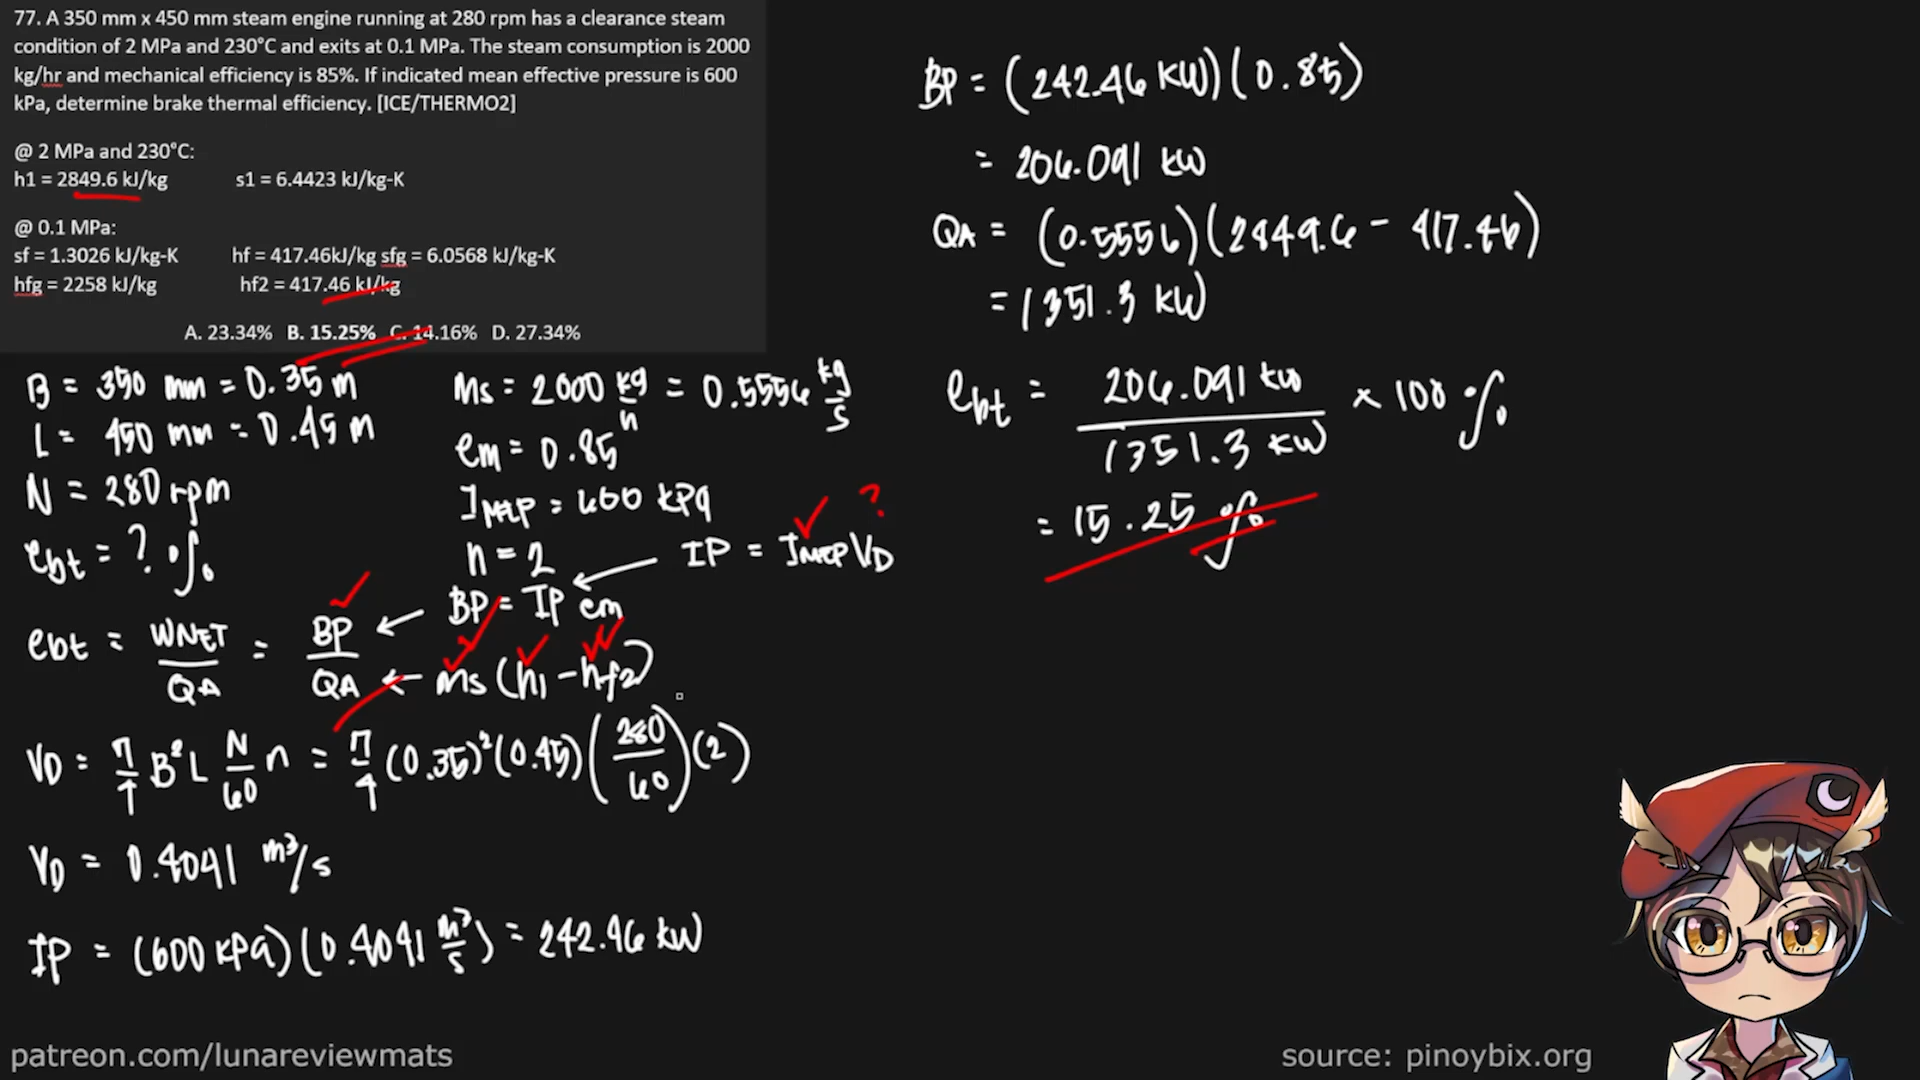 77. A 350 mm x 450 mm steam engine running at 280 rpm has a clearance steam
condition of 2 MPa and 230°C and exits at 0.1 MPa. The steam consumption is 2000
kg/hr and mechanical efficiency is 85%. If indicated mean effective pressure is 600
kPa, determine brake thermal efficiency. [ICE/THERMO2]
@ 2 MPa and 230°C:
h1 = 2849.6 kJ/kg s1 = 6.4423 kJ/kg-K
@ 0.1 MPa:
sf = 1.3026 kJ/kg-K hf = 417.46kJ/kg sfg = 6.0568 kJ/kg-K
hfg = 2258 kJ/kg hf2 = 417.46 kJ/kg
A. 23.34% B. 15.25% C. 14.16% D. 27.34%
B = 350 mm = 0.35 m
L = 450 mm = 0.45 m
N = 280 rpm
ebt = ? %
ms = 2000 kg/h = 0.5556 kg/s
em = 0.85
IMEP = 600 kPa
n = 2
IP = IMEP VD ?
BP = IP em
ebt = WNET/QA = BP/QA ← ms (h1 - hf2)
VD = π/4 B² L N/60 n = π/4 (0.35)² (0.45) (280/60) (2)
VD = 0.4041 m³/s
IP = (600 kPa) (0.4041 m³/s) = 242.46 kW
BP = (242.46 kW) (0.85)
= 206.091 kW
QA = (0.5556) (2849.6 - 417.46)
= 1351.3 kW
ebt = 206.091 kW/1351.3 kW × 100 %
= 15.25 %
patreon.com/lunareviewmats
source: pinoybix.org